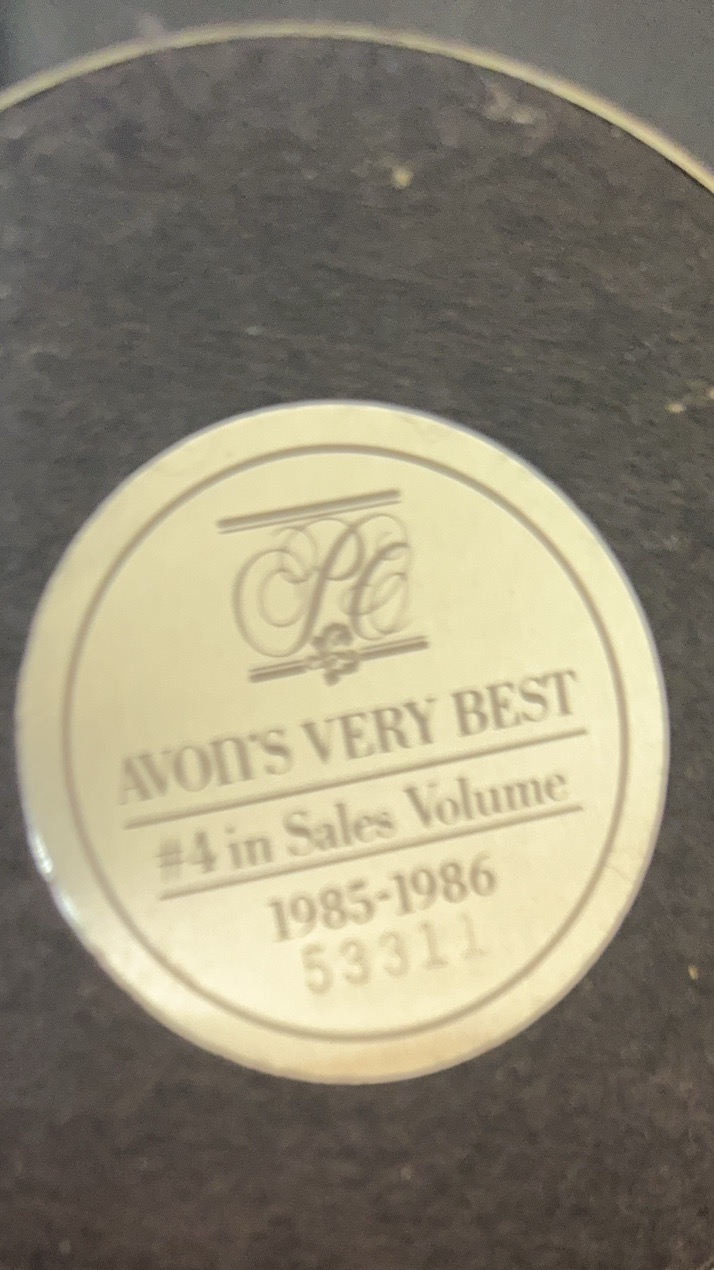 PC
AVON'S VERY BEST
#4 in Sales Volume
1985-1986
53311